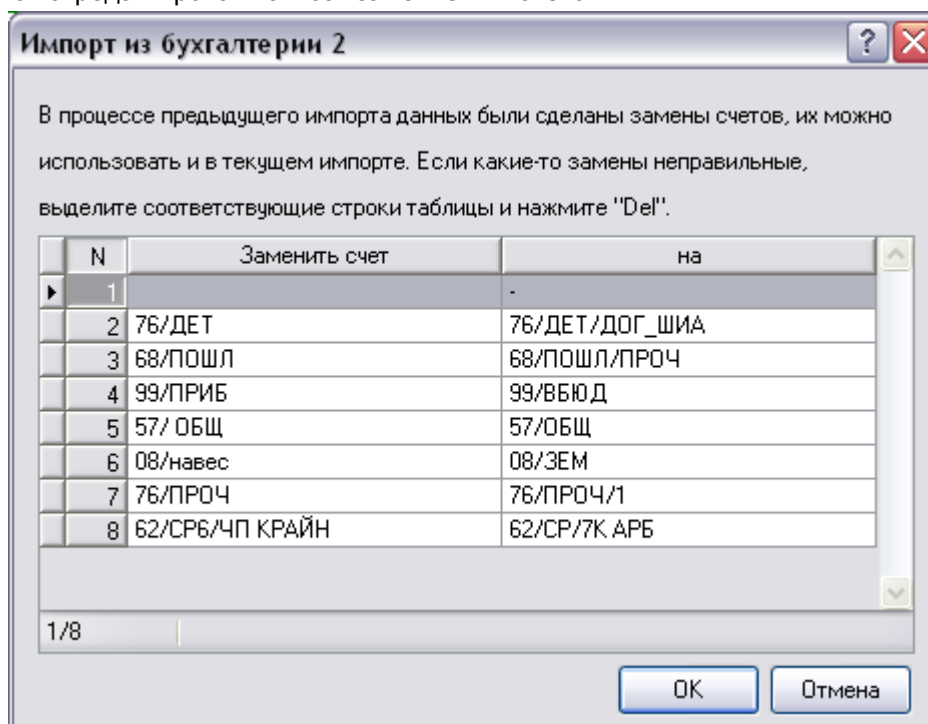 Импорт из бухгалтерии 2
В процессе предыдущего импорта данных были сделаны замены счетов, их можно
использовать и в текущем импорте. Если какие-то замены неправильные,
выделите соответствующие строки таблицы и нажмите "Del".
N Заменить счет на
1 -
2 76/ДЕТ 76/ДЕТ/ДОГ_ШИА
3 68/ПОШЛ 68/ПОШЛ/ПРОЧ
4 99/ПРИБ 99/ВБЮД
5 57/ ОБЩ 57/ОБЩ
6 08/навес 08/ЗЕМ
7 76/ПРОЧ 76/ПРОЧ/1
8 62/СР6/ЧП КРАЙН 62/СР/7К АРБ
1/8
OK Отмена